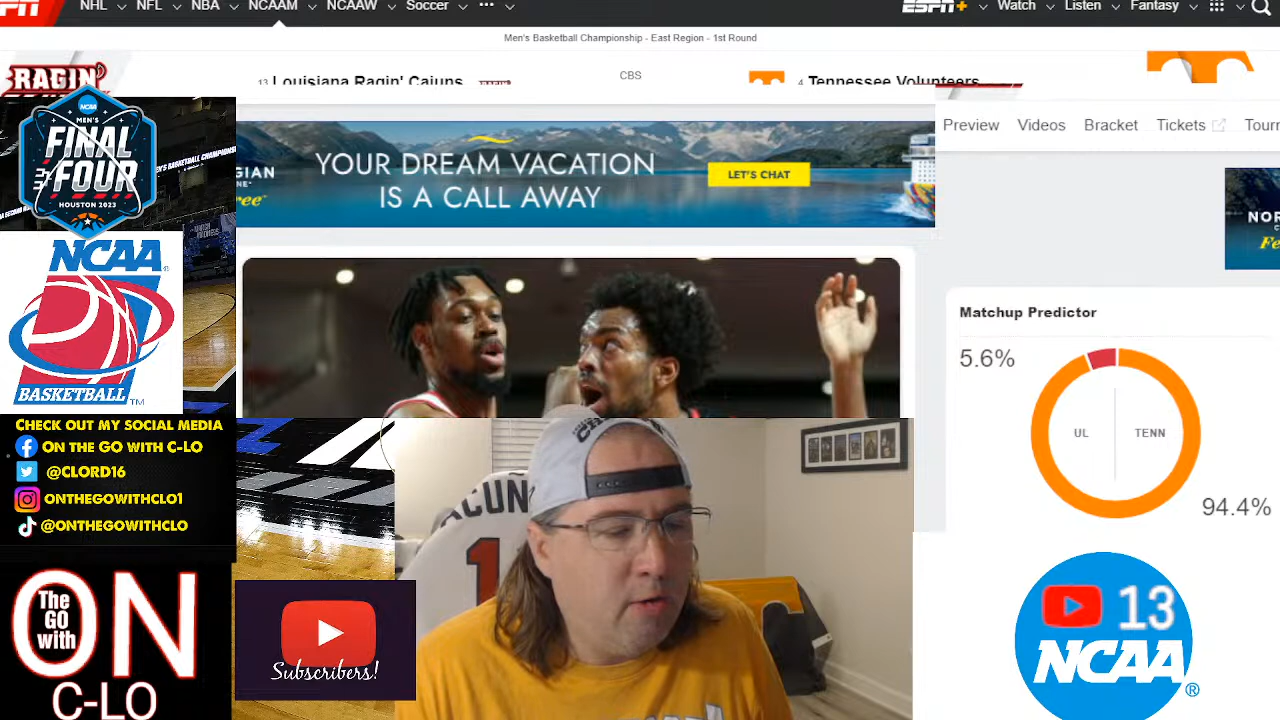 NHL NFL NBA NCAAM NCAAW Soccer ••• ESPN+ Watch Listen Fantasy
Men's Basketball Championship - East Region - 1st Round
RAGIN'
13 Louisiana Ragin' Cajuns
CBS
4 Tennessee Volunteers
Preview Videos Bracket Tickets
NCAA
MEN'S
FINAL
FOUR
HOUSTON 2023
YOUR DREAM VACATION
IS A CALL AWAY
LET'S CHAT
NCAA®
BASKETBALL™
Matchup Predictor
5.6%
UL TENN
94.4%
CHECK OUT MY SOCIAL MEDIA
ON THE GO WITH C-LO
@CLORD16
ONTHEGOWITHCLO1
@ONTHEGOWITHCLO
The
GO
with
ON
C-LO
Subscribers!
13
NCAA®